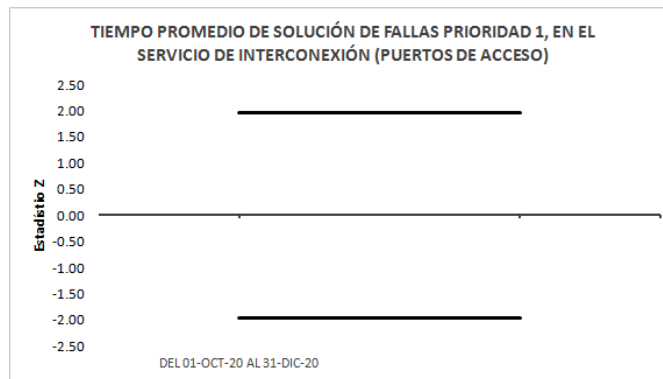 TIEMPO PROMEDIO DE SOLUCIÓN DE FALLAS PRIORIDAD 1, EN EL
SERVICIO DE INTERCONEXIÓN (PUERTOS DE ACCESO)
Estadístio Z
2.50
2.00
1.50
1.00
0.50
0.00
-0.50
-1.00
-1.50
-2.00
-2.50
DEL 01-OCT-20 AL 31-DIC-20